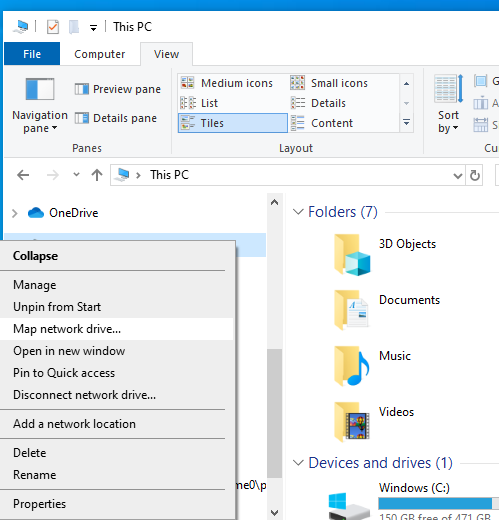 This PC
File Computer View
Navigation pane
Preview pane
Details pane
Panes
Medium icons Small icons
List Details
Tiles Content
Layout
Sort by
This PC
OneDrive
Collapse
Manage
Unpin from Start
Map network drive...
Open in new window
Pin to Quick access
Disconnect network drive...
Add a network location
Delete
Rename
Properties
Folders (7)
3D Objects
Documents
Music
Videos
Devices and drives (1)
Windows (C:)
150 GB free of 471 GB